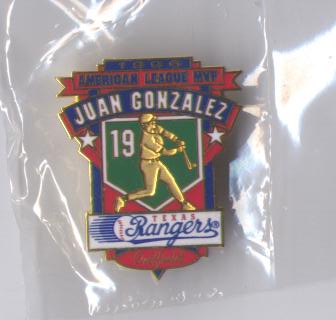 AMERICAN LEAGUE MVP
JUAN GONZALEZ
19
TEXAS
Rangers®